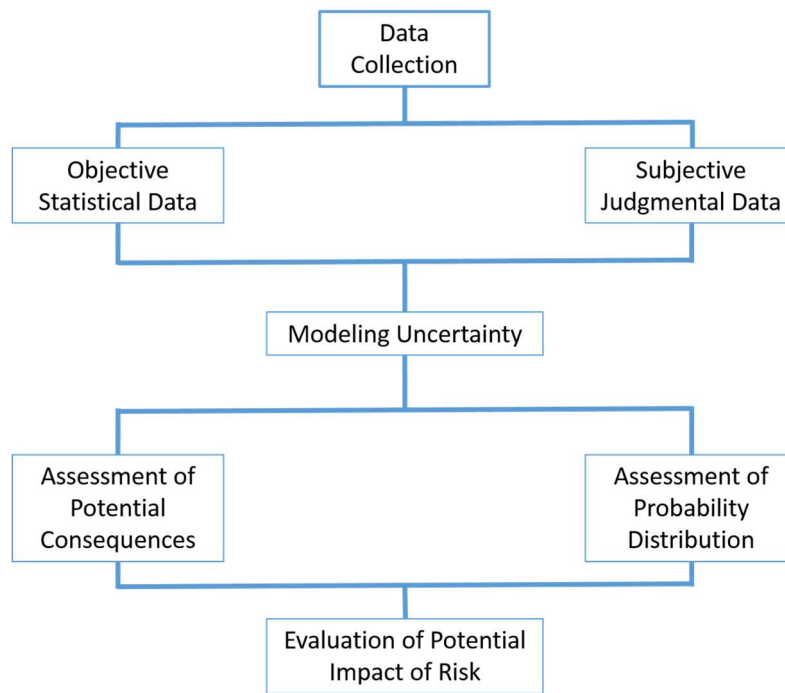 Data
Collection
Objective
Statistical Data
Subjective
Judgmental Data
Modeling Uncertainty
Assessment of
Potential
Consequences
Assessment of
Probability
Distribution
Evaluation of Potential
Impact of Risk